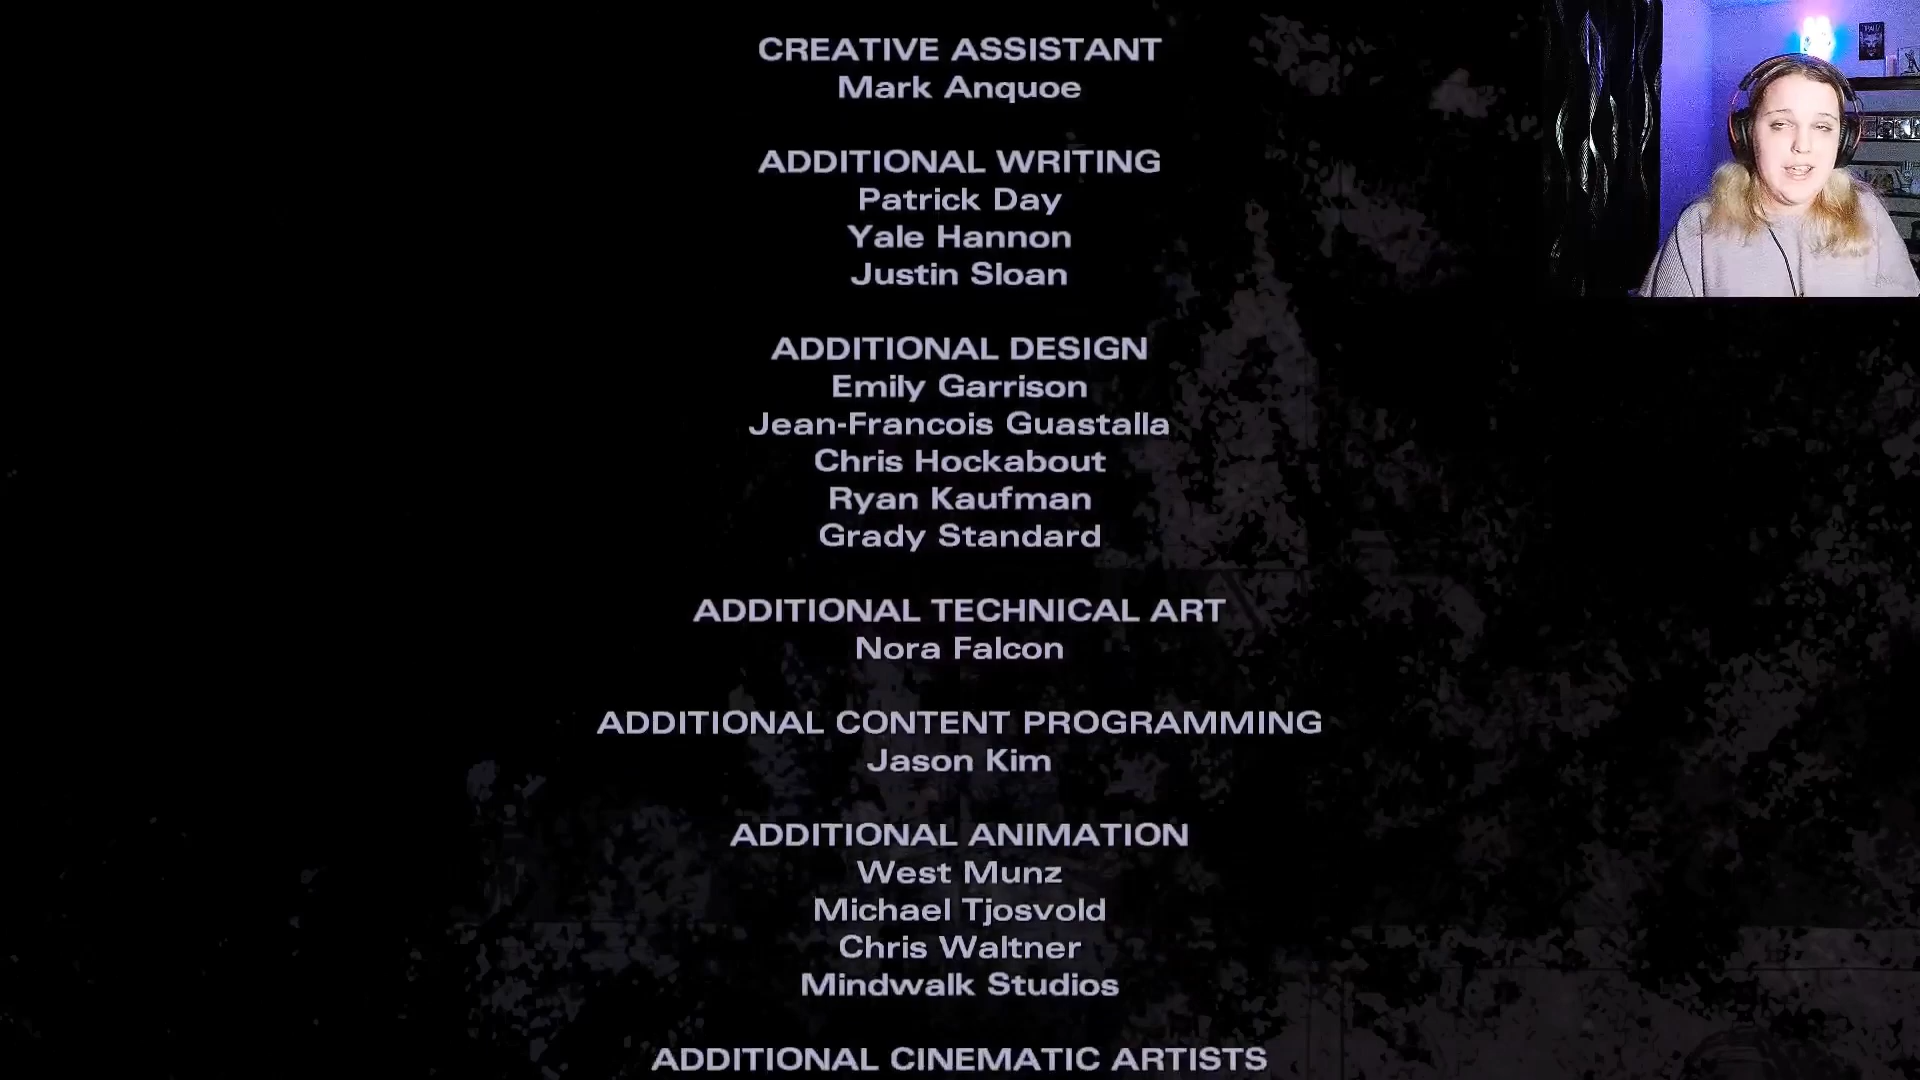 CREATIVE ASSISTANT
Mark Anquoe
ADDITIONAL WRITING
Patrick Day
Yale Hannon
Justin Sloan
ADDITIONAL DESIGN
Emily Garrison
Jean-Francois Guastalla
Chris Hockabout
Ryan Kaufman
Grady Standard
ADDITIONAL TECHNICAL ART
Nora Falcon
ADDITIONAL CONTENT PROGRAMMING
Jason Kim
ADDITIONAL ANIMATION
West Munz
Michael Tjosvold
Chris Waltner
Mindwalk Studios
ADDITIONAL CINEMATIC ARTISTS